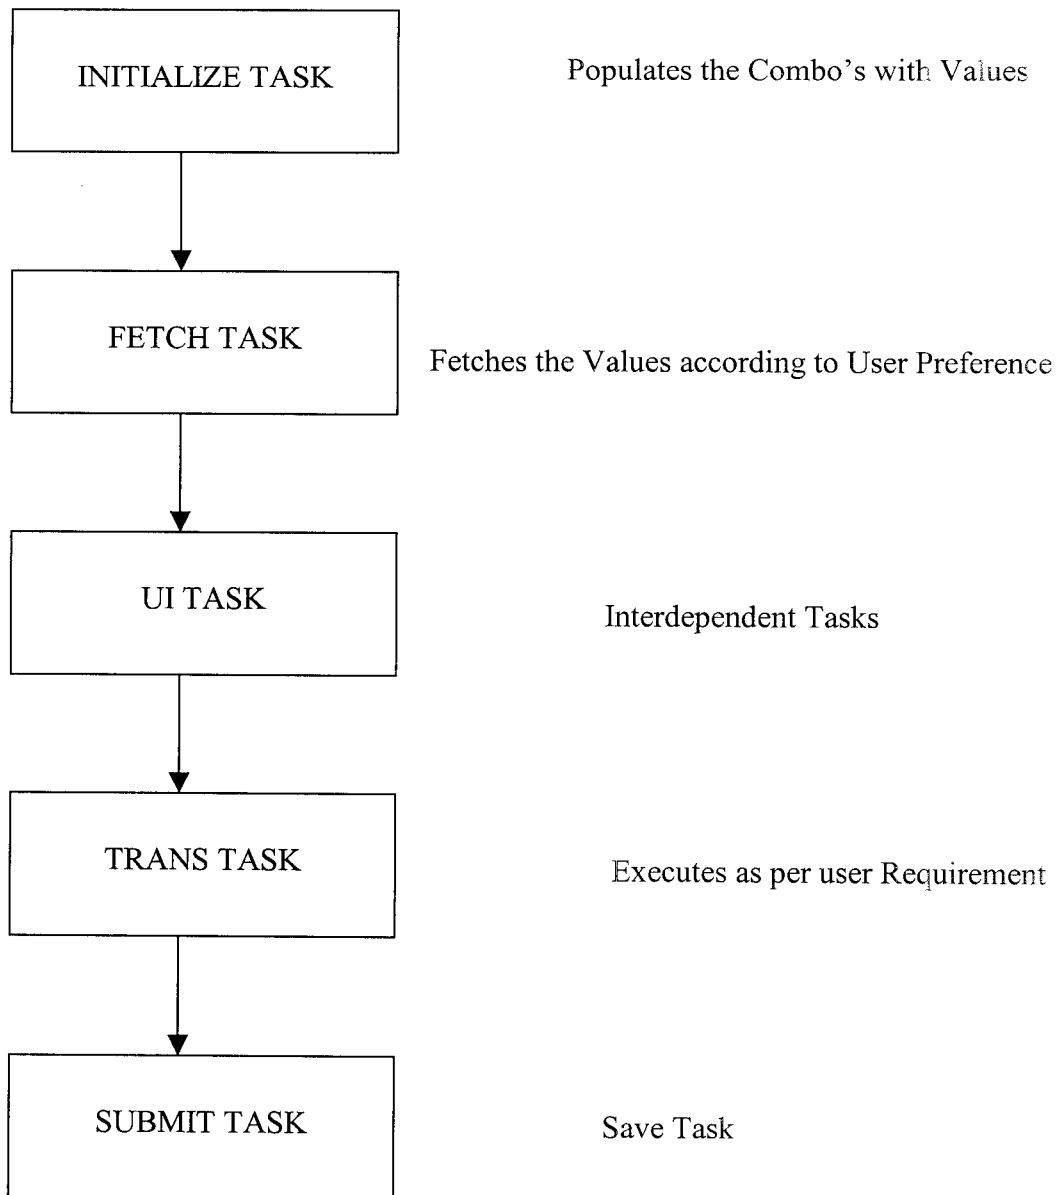 INITIALIZE TASK
Populates the Combo's with Values
FETCH TASK
Fetches the Values according to User Preference
UI TASK
Interdependent Tasks
TRANS TASK
Executes as per user Requirement
SUBMIT TASK
Save Task